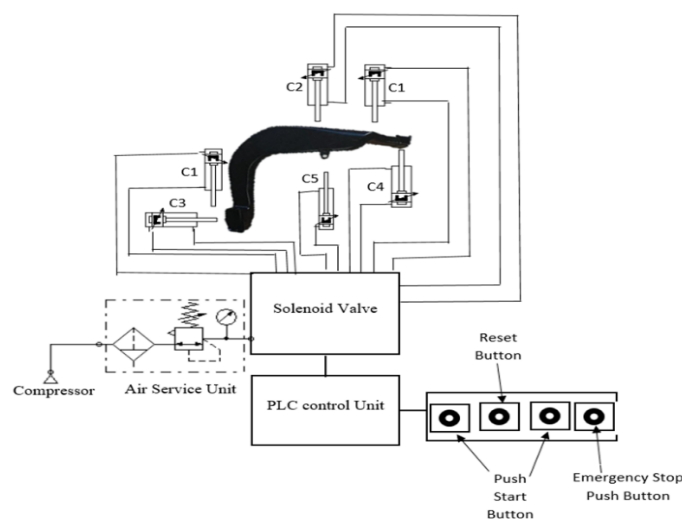 C2
C1
C1
C5
C4
C3
Solenoid Valve
Reset
Button
Compressor
Air Service Unit
PLC control Unit
Push
Start
Button
Emergency Stop
Push Button